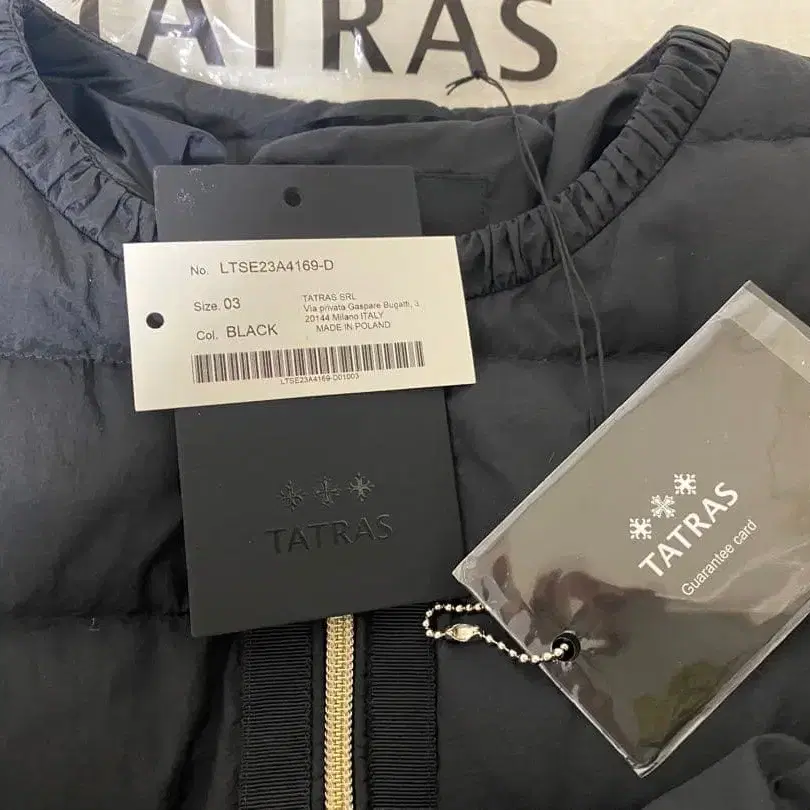 TATRAS
No. LTSE23A4169-D
Size. 03
Col. BLACK
TATRAS SRL
Via privata Gaspare Bugatti, 3
20144 Milano ITALY
MADE IN POLAND
LTSE23A4169-D01003
TATRAS
TATRAS
Guarantee card